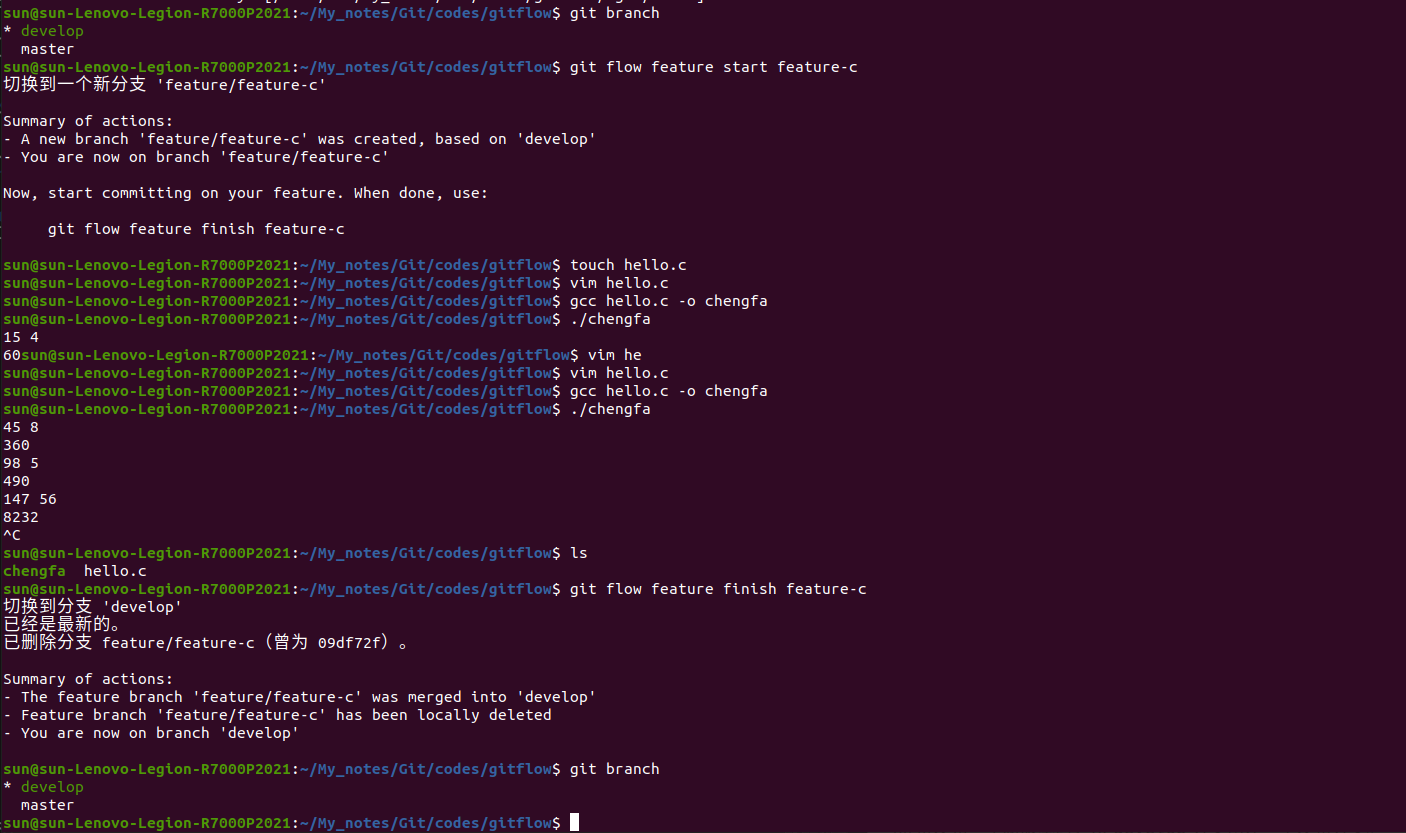 sun@sun-Lenovo-Legion-R7000P2021:~/My_notes/Git/codes/gitflow$ git branch
* develop
  master
sun@sun-Lenovo-Legion-R7000P2021:~/My_notes/Git/codes/gitflow$ git flow feature start feature-c
切换到一个新分支 'feature/feature-c'

Summary of actions:
- A new branch 'feature/feature-c' was created, based on 'develop'
- You are now on branch 'feature/feature-c'

Now, start committing on your feature. When done, use:

     git flow feature finish feature-c

sun@sun-Lenovo-Legion-R7000P2021:~/My_notes/Git/codes/gitflow$ touch hello.c
sun@sun-Lenovo-Legion-R7000P2021:~/My_notes/Git/codes/gitflow$ vim hello.c
sun@sun-Lenovo-Legion-R7000P2021:~/My_notes/Git/codes/gitflow$ gcc hello.c -o chengfa
sun@sun-Lenovo-Legion-R7000P2021:~/My_notes/Git/codes/gitflow$ ./chengfa
15 4
60sun@sun-Lenovo-Legion-R7000P2021:~/My_notes/Git/codes/gitflow$ vim he
sun@sun-Lenovo-Legion-R7000P2021:~/My_notes/Git/codes/gitflow$ vim hello.c
sun@sun-Lenovo-Legion-R7000P2021:~/My_notes/Git/codes/gitflow$ gcc hello.c -o chengfa
sun@sun-Lenovo-Legion-R7000P2021:~/My_notes/Git/codes/gitflow$ ./chengfa
45 8
360
98 5
490
147 56
8232
^C
sun@sun-Lenovo-Legion-R7000P2021:~/My_notes/Git/codes/gitflow$ ls
chengfa  hello.c
sun@sun-Lenovo-Legion-R7000P2021:~/My_notes/Git/codes/gitflow$ git flow feature finish feature-c
切换到分支 'develop'
已经是最新的。
已删除分支 feature/feature-c（曾为 09df72f）。

Summary of actions:
- The feature branch 'feature/feature-c' was merged into 'develop'
- Feature branch 'feature/feature-c' has been locally deleted
- You are now on branch 'develop'

sun@sun-Lenovo-Legion-R7000P2021:~/My_notes/Git/codes/gitflow$ git branch
* develop
  master
sun@sun-Lenovo-Legion-R7000P2021:~/My_notes/Git/codes/gitflow$